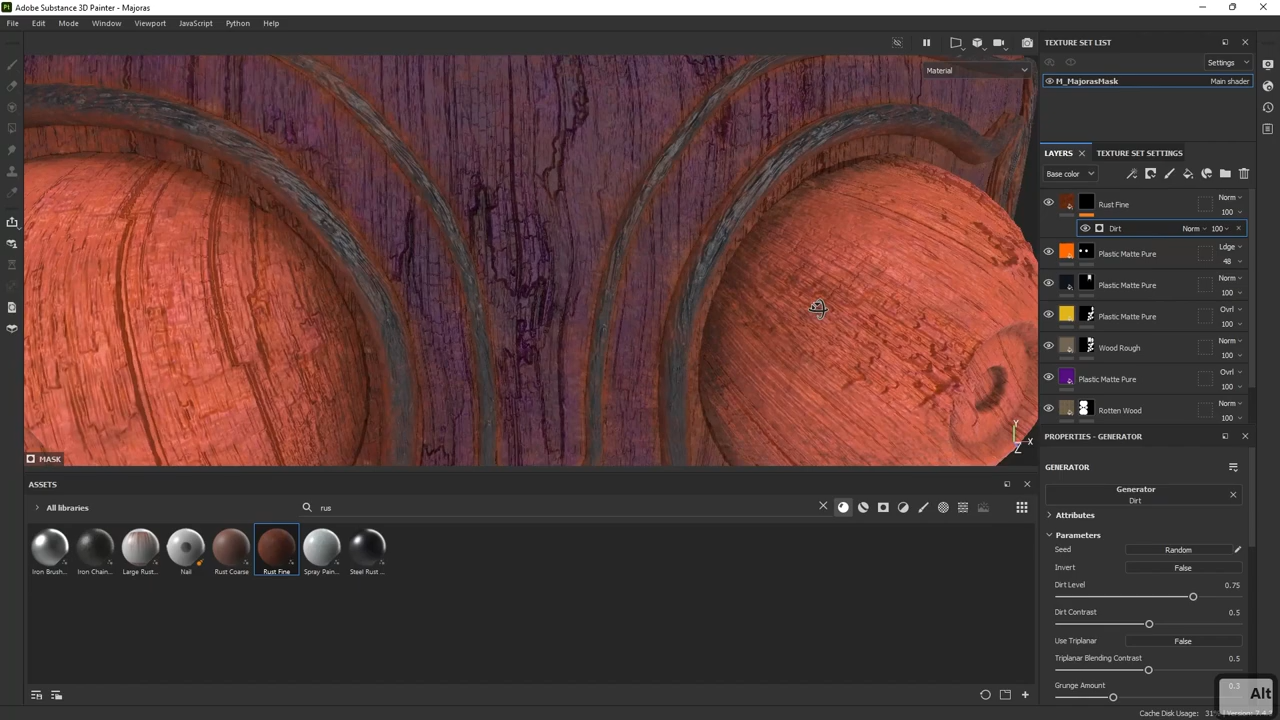 Adobe Substance 3D Painter - Majoras
File Edit Mode Window Viewport JavaScript Python Help
Material
TEXTURE SET LIST
Settings
M_MajorasMask Main shader
LAYERS TEXTURE SET SETTINGS
Base color
Rust Fine Norm 100
Dirt Norm 100
Plastic Matte Pure Ldge 48
Plastic Matte Pure Norm 100
Plastic Matte Pure Ovrl 100
Wood Rough Norm 100
Plastic Matte Pure Ovrl 100
Rotten Wood Norm 100
Y
X
Z
MASK
PROPERTIES - GENERATOR
GENERATOR
Generator
Dirt
Attributes
Parameters
Seed Random
Invert False
Dirt Level 0.75
Dirt Contrast 0.5
Use Triplanar False
Triplanar Blending Contrast 0.5
Grunge Amount 0.3
ASSETS
All libraries rus
Iron Brush... Iron Chain... Large Rust... Nail Rust Coarse Rust Fine Spray Pain... Steel Rust ...
Alt
Cache Disk Usage: 31%